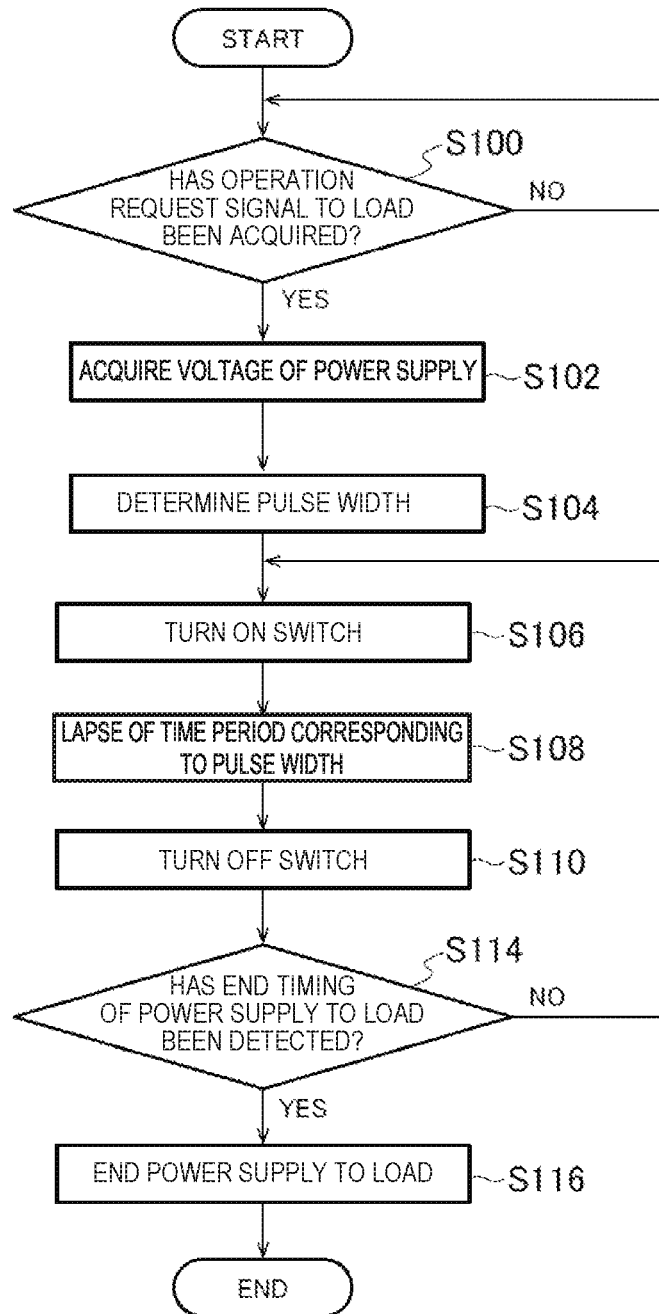 START
S100
HAS OPERATION
REQUEST SIGNAL TO LOAD
BEEN ACQUIRED?
NO
YES
ACQUIRE VOLTAGE OF POWER SUPPLY
S102
DETERMINE PULSE WIDTH
S104
TURN ON SWITCH
S106
LAPSE OF TIME PERIOD CORRESPONDING
TO PULSE WIDTH
S108
TURN OFF SWITCH
S110
S114
HAS END TIMING
OF POWER SUPPLY TO LOAD
BEEN DETECTED?
NO
YES
END POWER SUPPLY TO LOAD
S116
END